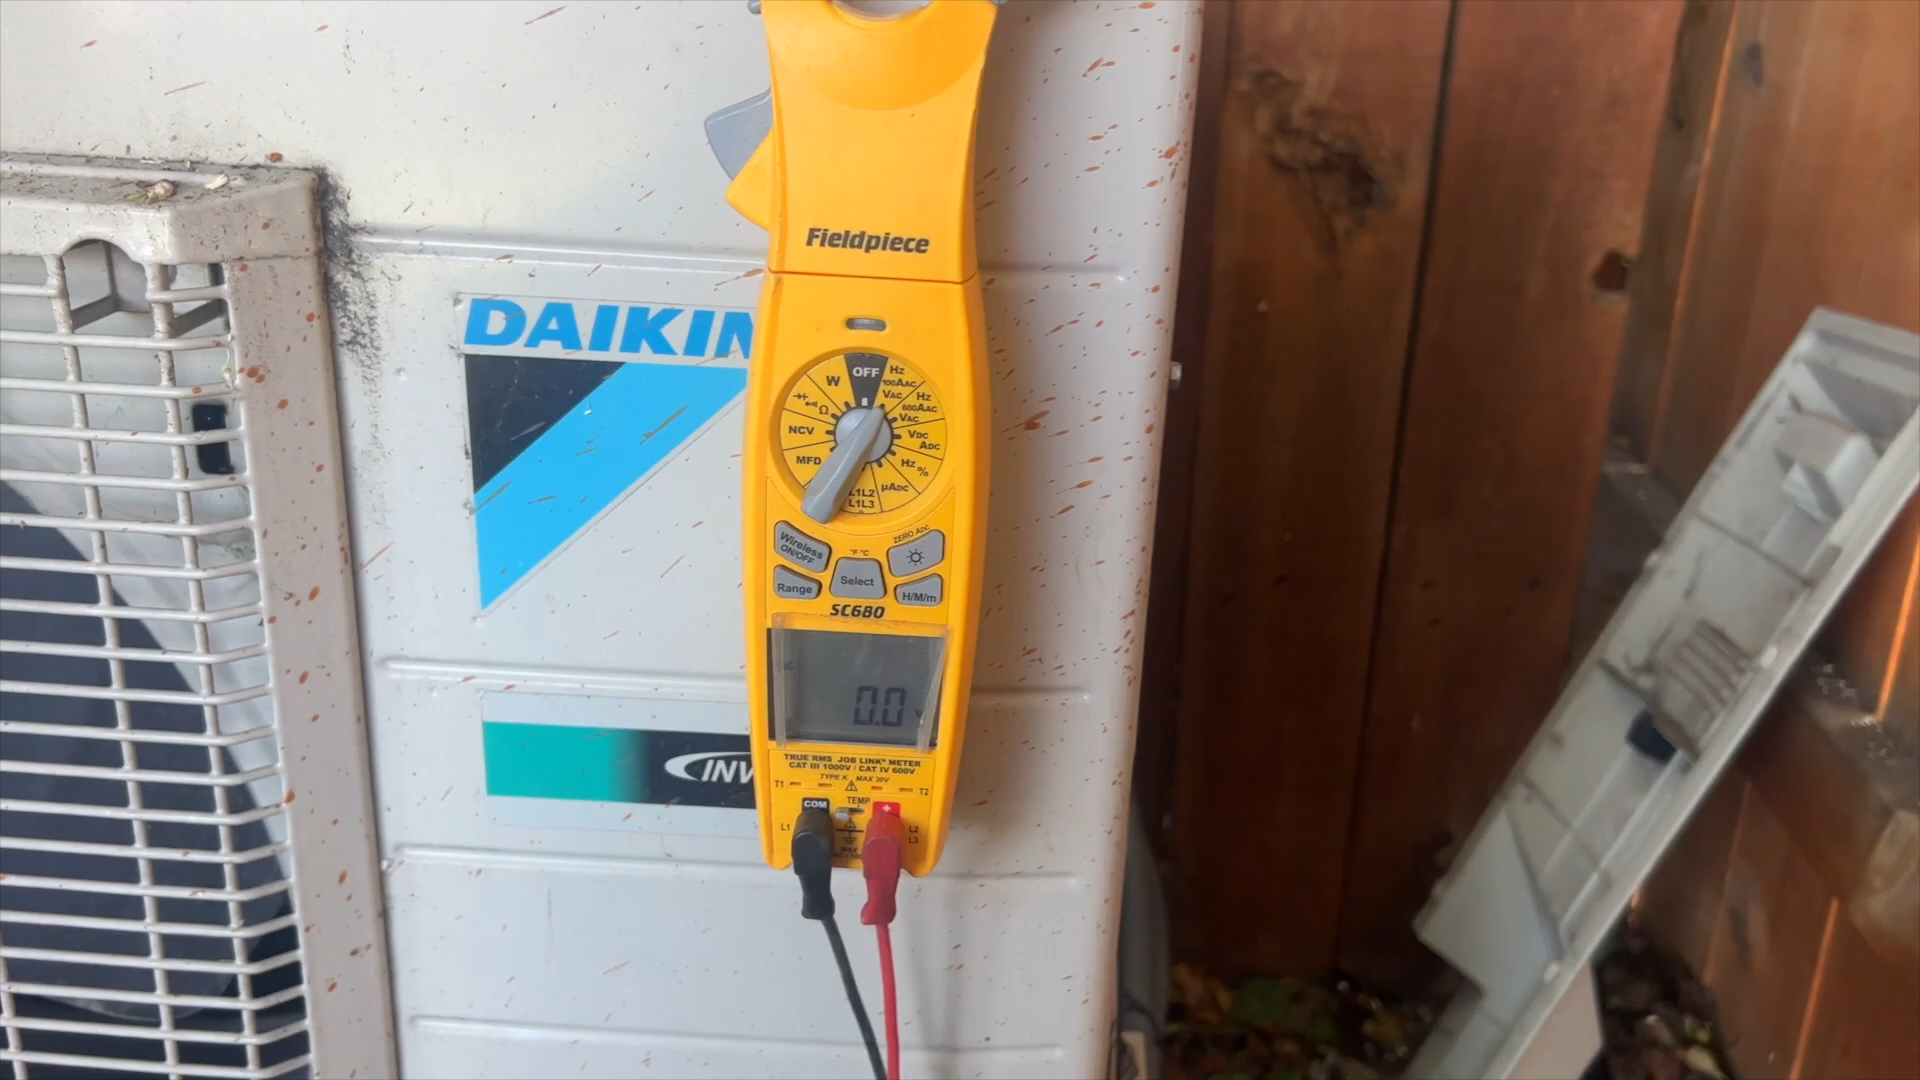 Fieldpiece
DAIKIN
OFF
Hz
100AAC
VAC
Hz
600AAC
VAC
VDC
ADC
Hz %
µADC
L1L2
L1L3
MFD
NCV
Ω
W
ZERO ADC
Wireless
ON/OFF
°F °C
Select
Range
H/M/m
SC680
0.0
INV
TRUE RMS JOB LINK® METER
CAT III 1000V / CAT IV 600V
TYPE K MAX 30V
T1
T2
COM
TEMP
+
L1
L2
L3